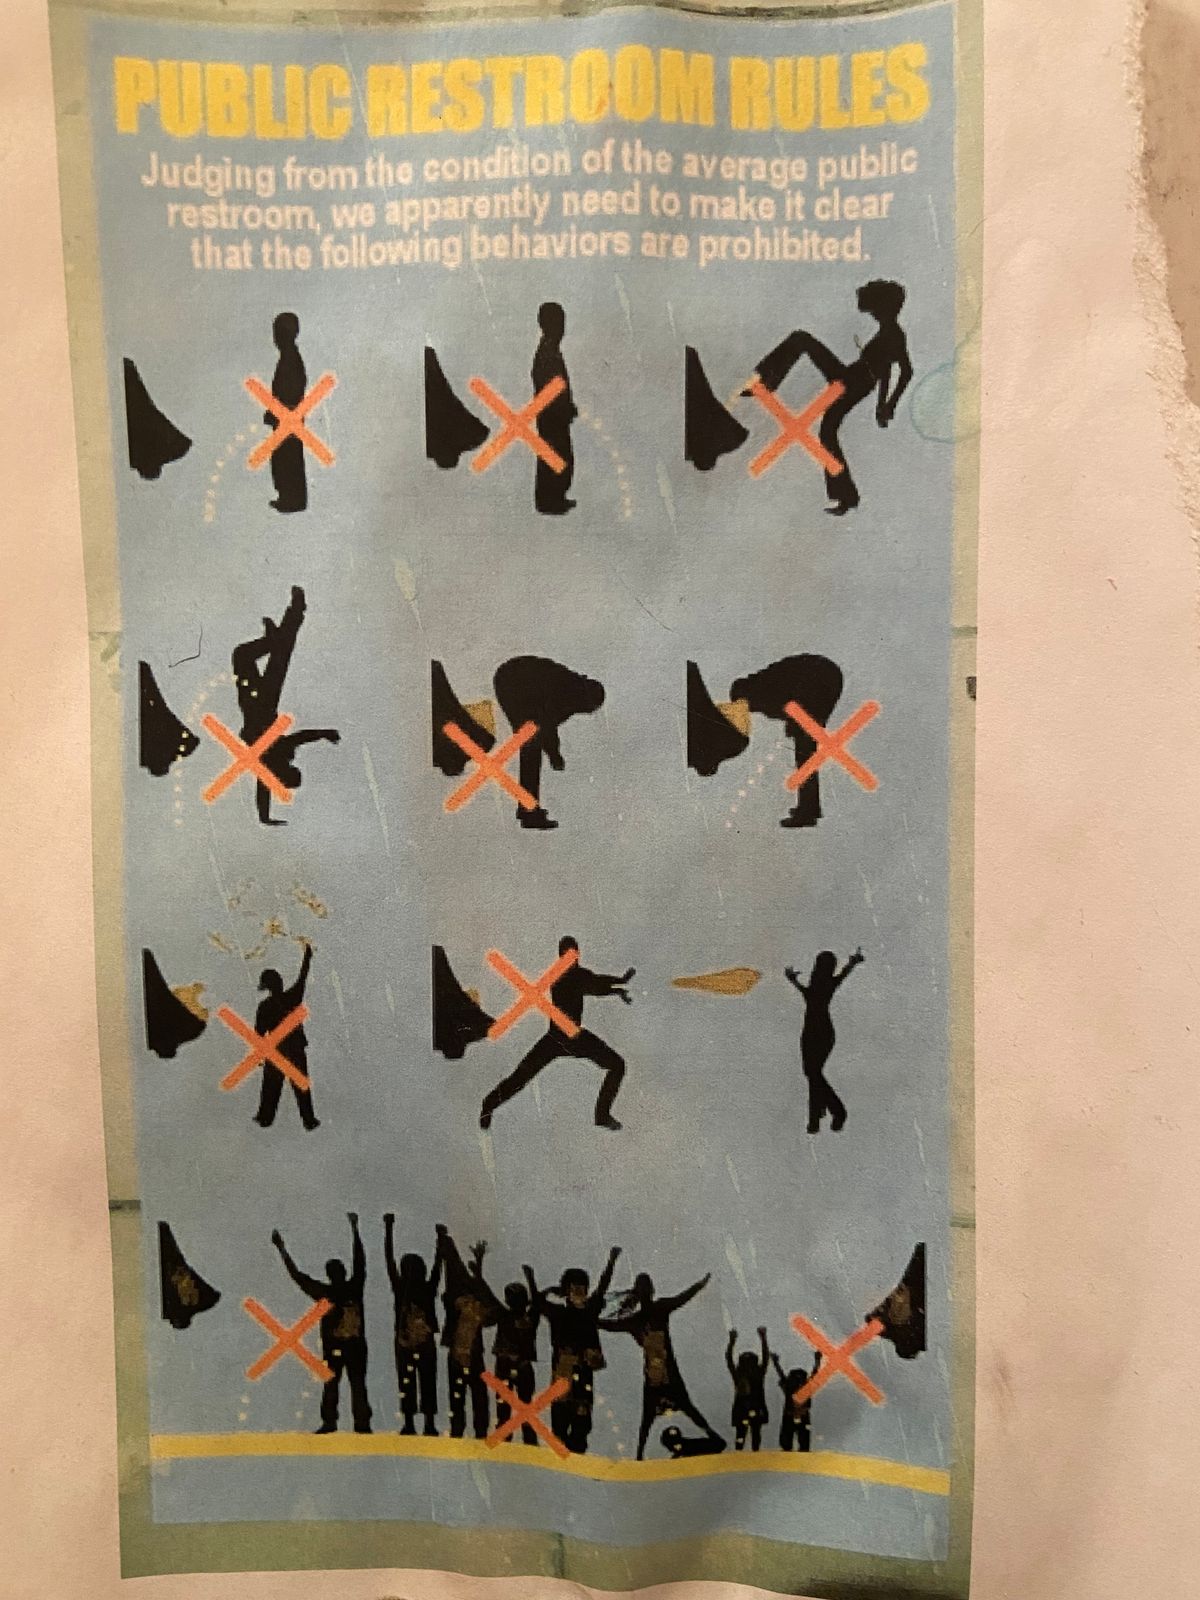 PUBLIC RESTROOM RULES
Judging from the condition of the average public
restroom, we apparently need to make it clear
that the following behaviors are prohibited.